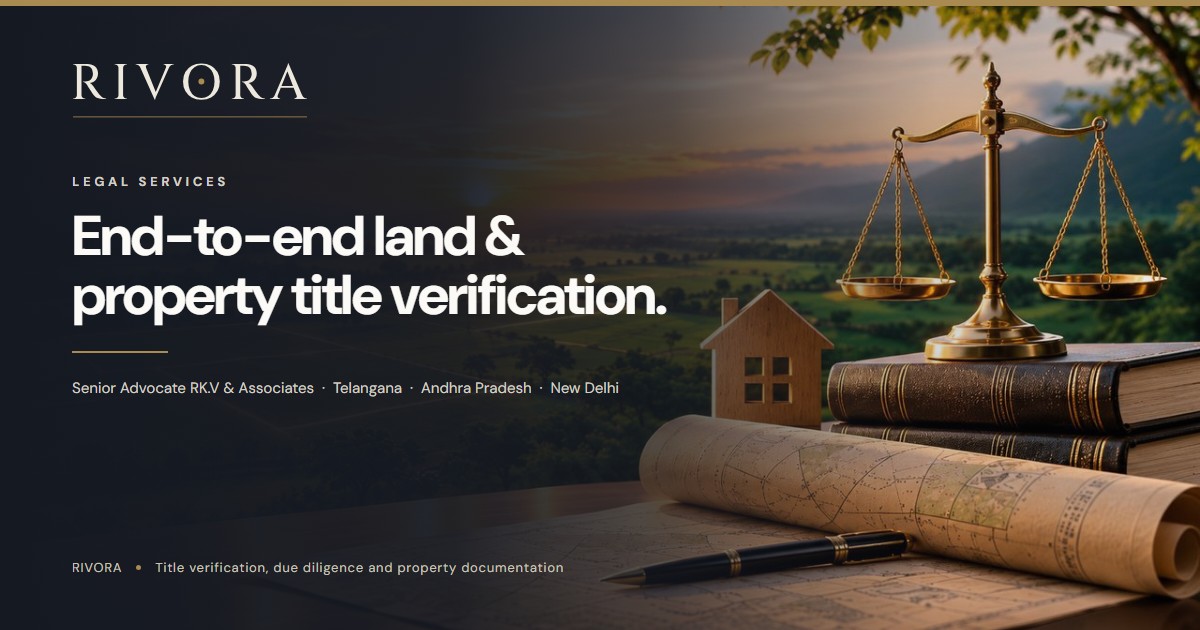 RIVORA
LEGAL SERVICES
End-to-end land &
property title verification.
Senior Advocate RK.V & Associates · Telangana · Andhra Pradesh · New Delhi
RIVORA • Title verification, due diligence and property documentation